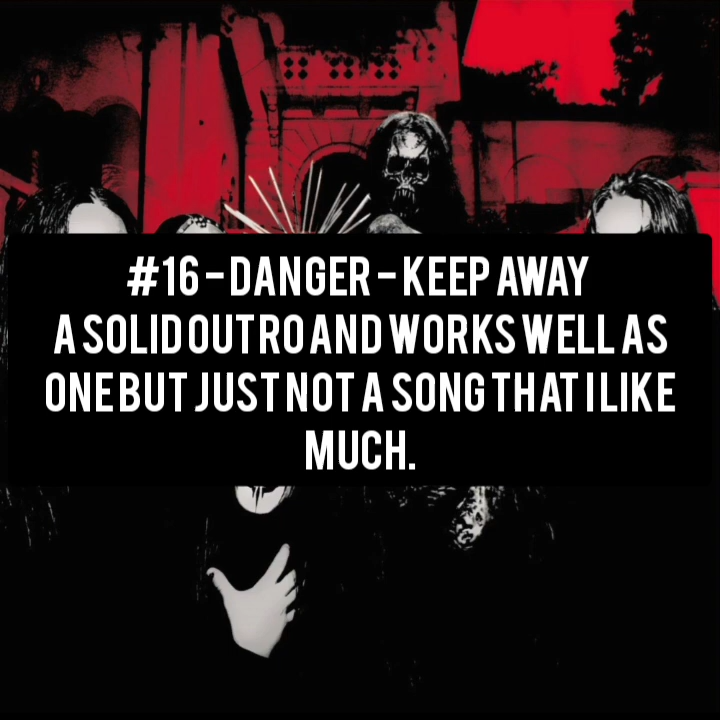 #16 - DANGER - KEEP AWAY
A SOLID OUTRO AND WORKS WELL AS
ONE BUT JUST NOT A SONG THAT I LIKE
MUCH.